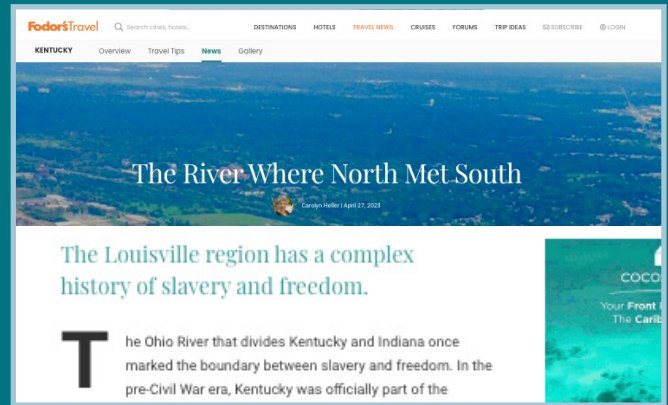 Fodor'sTravel
Search cities, hotels..
DESTINATIONS HOTELS TRAVEL NEWS CRUISES FORUMS TRIP IDEAS SUBSCRIBE LOGIN
KENTUCKY Overview Travel Tips News Gallery
The River Where North Met South
Carolyn Heller | April 27, 2023
The Louisville region has a complex
history of slavery and freedom.
The Ohio River that divides Kentucky and Indiana once
marked the boundary between slavery and freedom. In the
pre-Civil War era, Kentucky was officially part of the
COCO
Your Front
The Carib